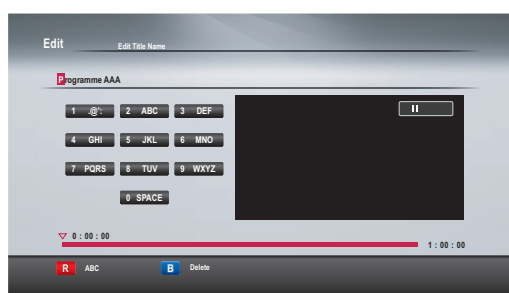 Edit Edit Title Name
Programme AAA
1 .@': 2 ABC 3 DEF
4 GHI 5 JKL 6 MNO
7 PQRS 8 TUV 9 WXYZ
0 SPACE
0 : 00 : 00
1 : 00 : 00
R ABC B Delete